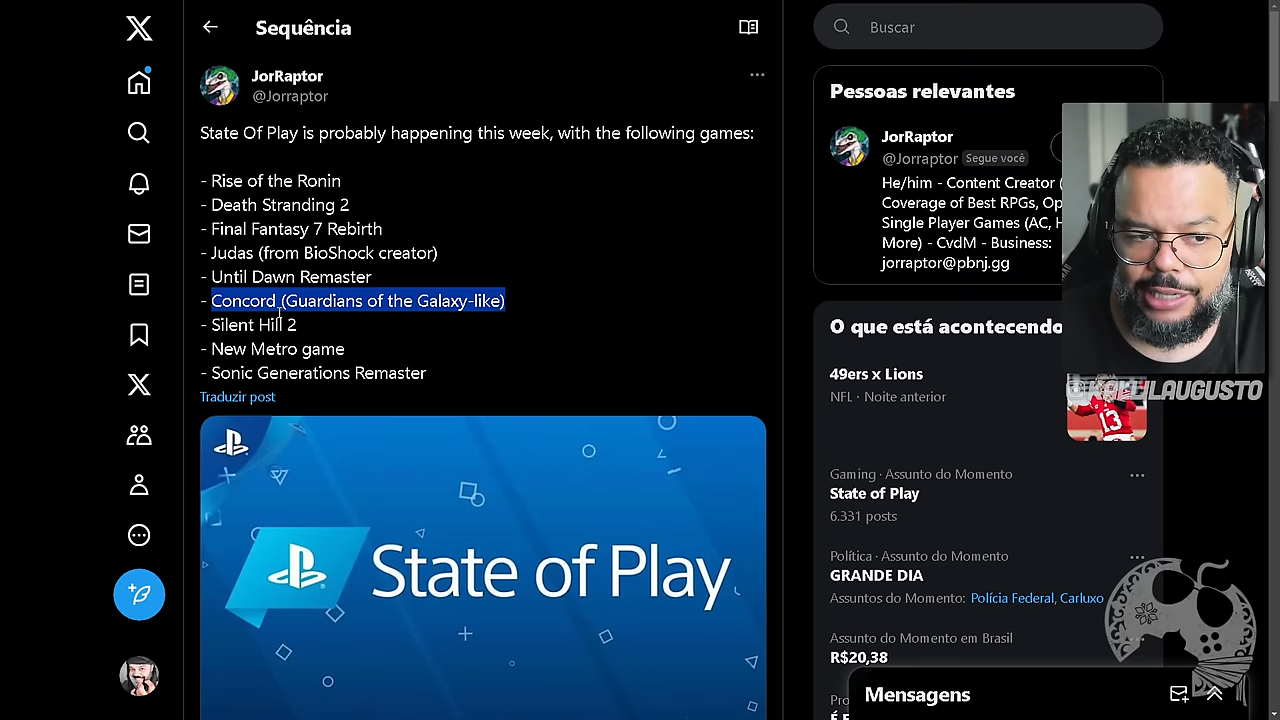 Sequência
JorRaptor
@Jorraptor
State Of Play is probably happening this week, with the following games:
- Rise of the Ronin
- Death Stranding 2
- Final Fantasy 7 Rebirth
- Judas (from BioShock creator)
- Until Dawn Remaster
- Concord (Guardians of the Galaxy-like)
- Silent Hill 2
- New Metro game
- Sonic Generations Remaster
Traduzir post
State of Play
Buscar
Pessoas relevantes
JorRaptor
@Jorraptor Segue você
He/him - Content Creator (
Coverage of Best RPGs, Op
Single Player Games (AC, H
More) - CvdM - Business:
jorraptor@pbnj.gg
O que está acontecendo
49ers x Lions
NFL · Noite anterior
@KALLILAUGUSTO
13
Gaming · Assunto do Momento
State of Play
6.331 posts
Política · Assunto do Momento
GRANDE DIA
Assuntos do Momento: Polícia Federal, Carluxo
Assunto do Momento em Brasil
R$20,38
Mensagens